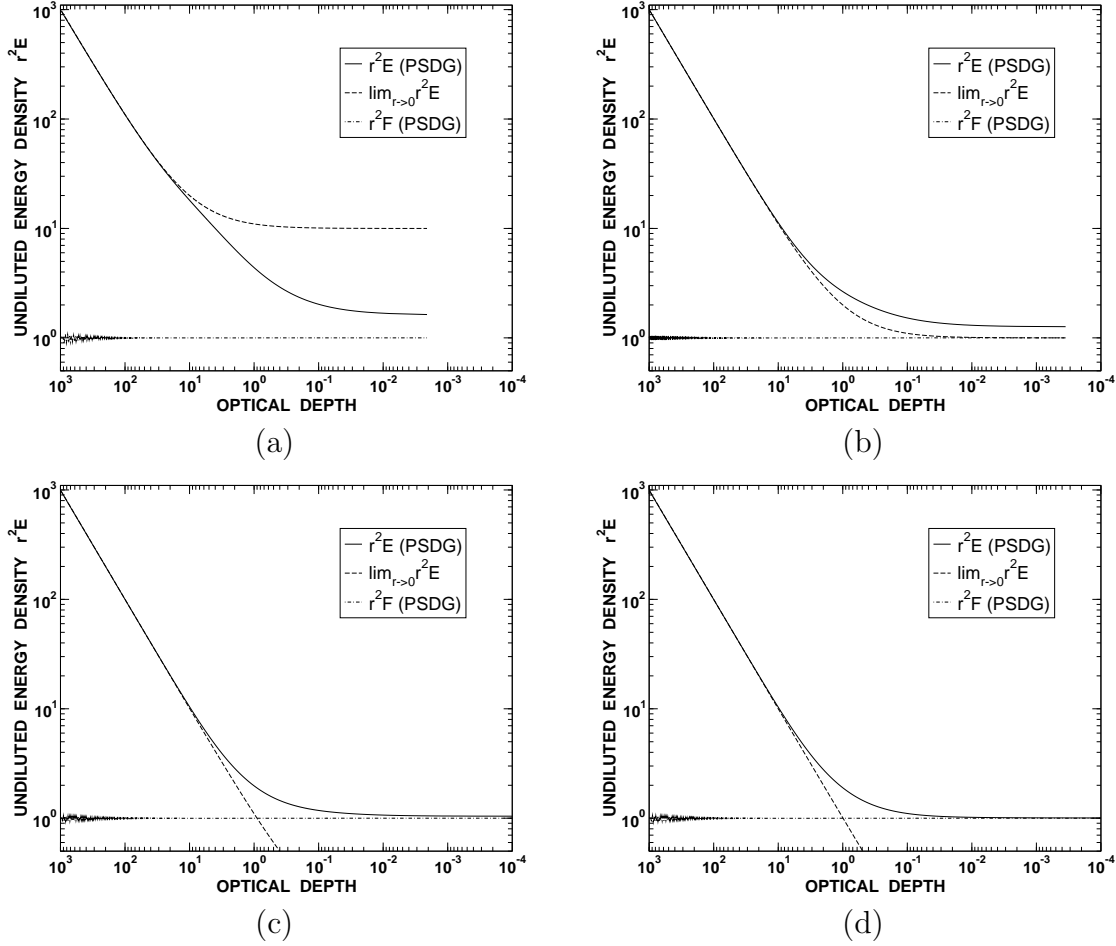 UNDILUTED ENERGY DENSITY r²E
10³
10²
10¹
10⁰
r²E (PSDG)
lim_{r->0} r²E
r²F (PSDG)
10³ 10² 10¹ 10⁰ 10⁻¹ 10⁻² 10⁻³ 10⁻⁴
OPTICAL DEPTH
(a)
UNDILUTED ENERGY DENSITY r²E
10³
10²
10¹
10⁰
r²E (PSDG)
lim_{r->0} r²E
r²F (PSDG)
10³ 10² 10¹ 10⁰ 10⁻¹ 10⁻² 10⁻³ 10⁻⁴
OPTICAL DEPTH
(b)
UNDILUTED ENERGY DENSITY r²E
10³
10²
10¹
10⁰
r²E (PSDG)
lim_{r->0} r²E
r²F (PSDG)
10³ 10² 10¹ 10⁰ 10⁻¹ 10⁻² 10⁻³ 10⁻⁴
OPTICAL DEPTH
(c)
UNDILUTED ENERGY DENSITY r²E
10³
10²
10¹
10⁰
r²E (PSDG)
lim_{r->0} r²E
r²F (PSDG)
10³ 10² 10¹ 10⁰ 10⁻¹ 10⁻² 10⁻³ 10⁻⁴
OPTICAL DEPTH
(d)